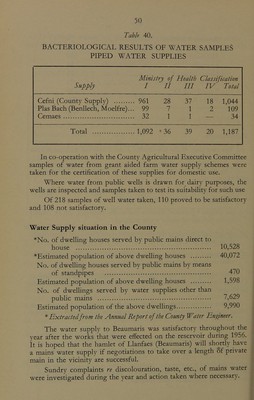 50
Table 40.
BACTERIOLOGICAL RESULTS OF WATER SAMPLES
PIPED WATER SUPPLIES
Ministry of Health Classification
Supply I II III IV Total
Cefni (County Supply) ......... 961 28 37 18 1,044
Plas Bach (Benllech, Moelfre)... 99 7 1 2 109
Cemaes ........................ 32 1 1 — 34
Total .................. 1,092 36 39 20 1,187
In co-operation with the County Agricultural Executive Committee
samples of water from grant aided farm water supply schemes were
taken for the certification of these supplies for domestic use.
Where water from public wells is drawn for dairy purposes, the
wells are inspected and samples taken to test its suitability for such use
Of 218 samples of well water taken, 110 proved to be satisfactory
and 108 not satisfactory.
Water Supply situation in the County
*No. of dwelling houses served by public mains direct to
house ................................................ 10,528
*Estimated population of above dwelling houses ......... 40,072
No. of dwelling houses served by public mains by means
of standpipes ....................................... 470
Estimated population of above dwelling houses ......... 1,598
No. of dwellings served by water supplies other than
public mains ....................................... 7,629
Estimated population of the above dwellings............ 9,990
* Extracted from the Annual Report of the County Water Engineer.
The water supply to Beaumaris was satisfactory throughout the
year after the works that were effected on the reservoir during 1956.
It is hoped that the hamlet of Llanfaes (Beaumaris) will shortly have
a mains water supply if negotiations to take over a length of private
main in the vicinity are successful.
Sundry complaints re discolouration, taste, etc., of mains water
were investigated during the year and action taken where necessary.